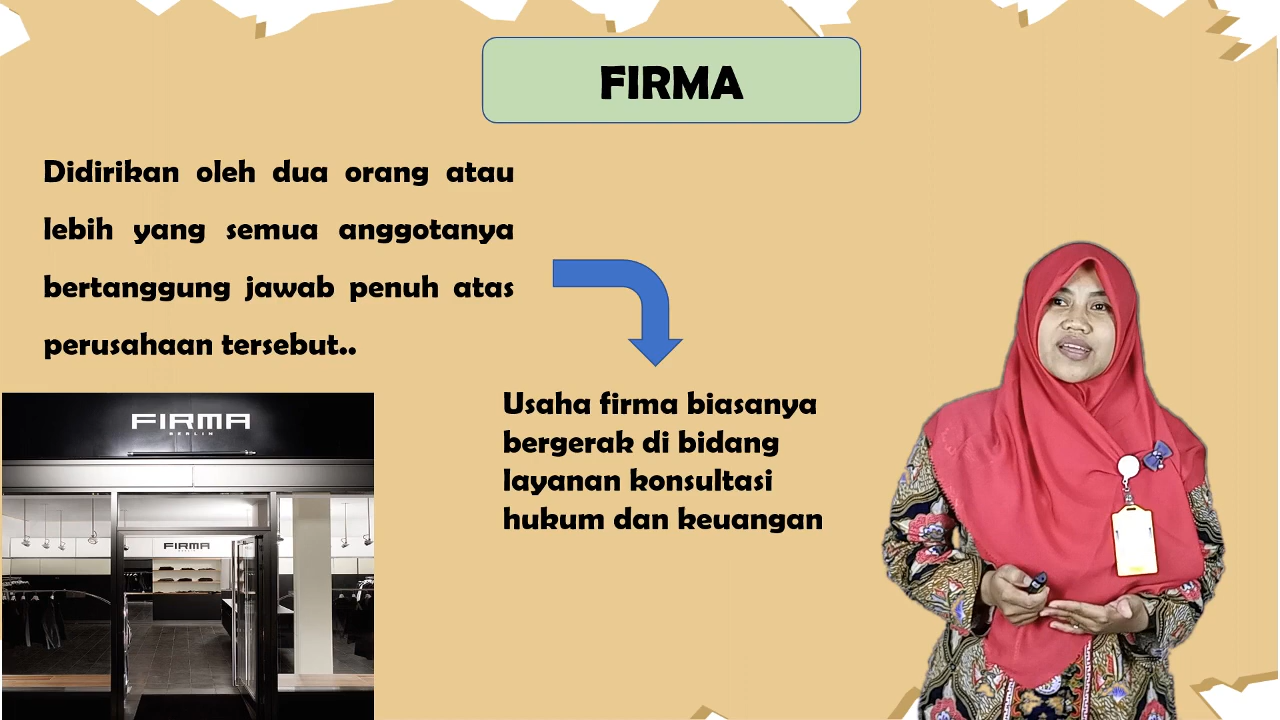 FIRMA
Didirikan oleh dua orang atau
lebih yang semua anggotanya
bertanggung jawab penuh atas
perusahaan tersebut..
Usaha firma biasanya
bergerak di bidang
layanan konsultasi
hukum dan keuangan
FIRMA
BERLIN
FIRMA